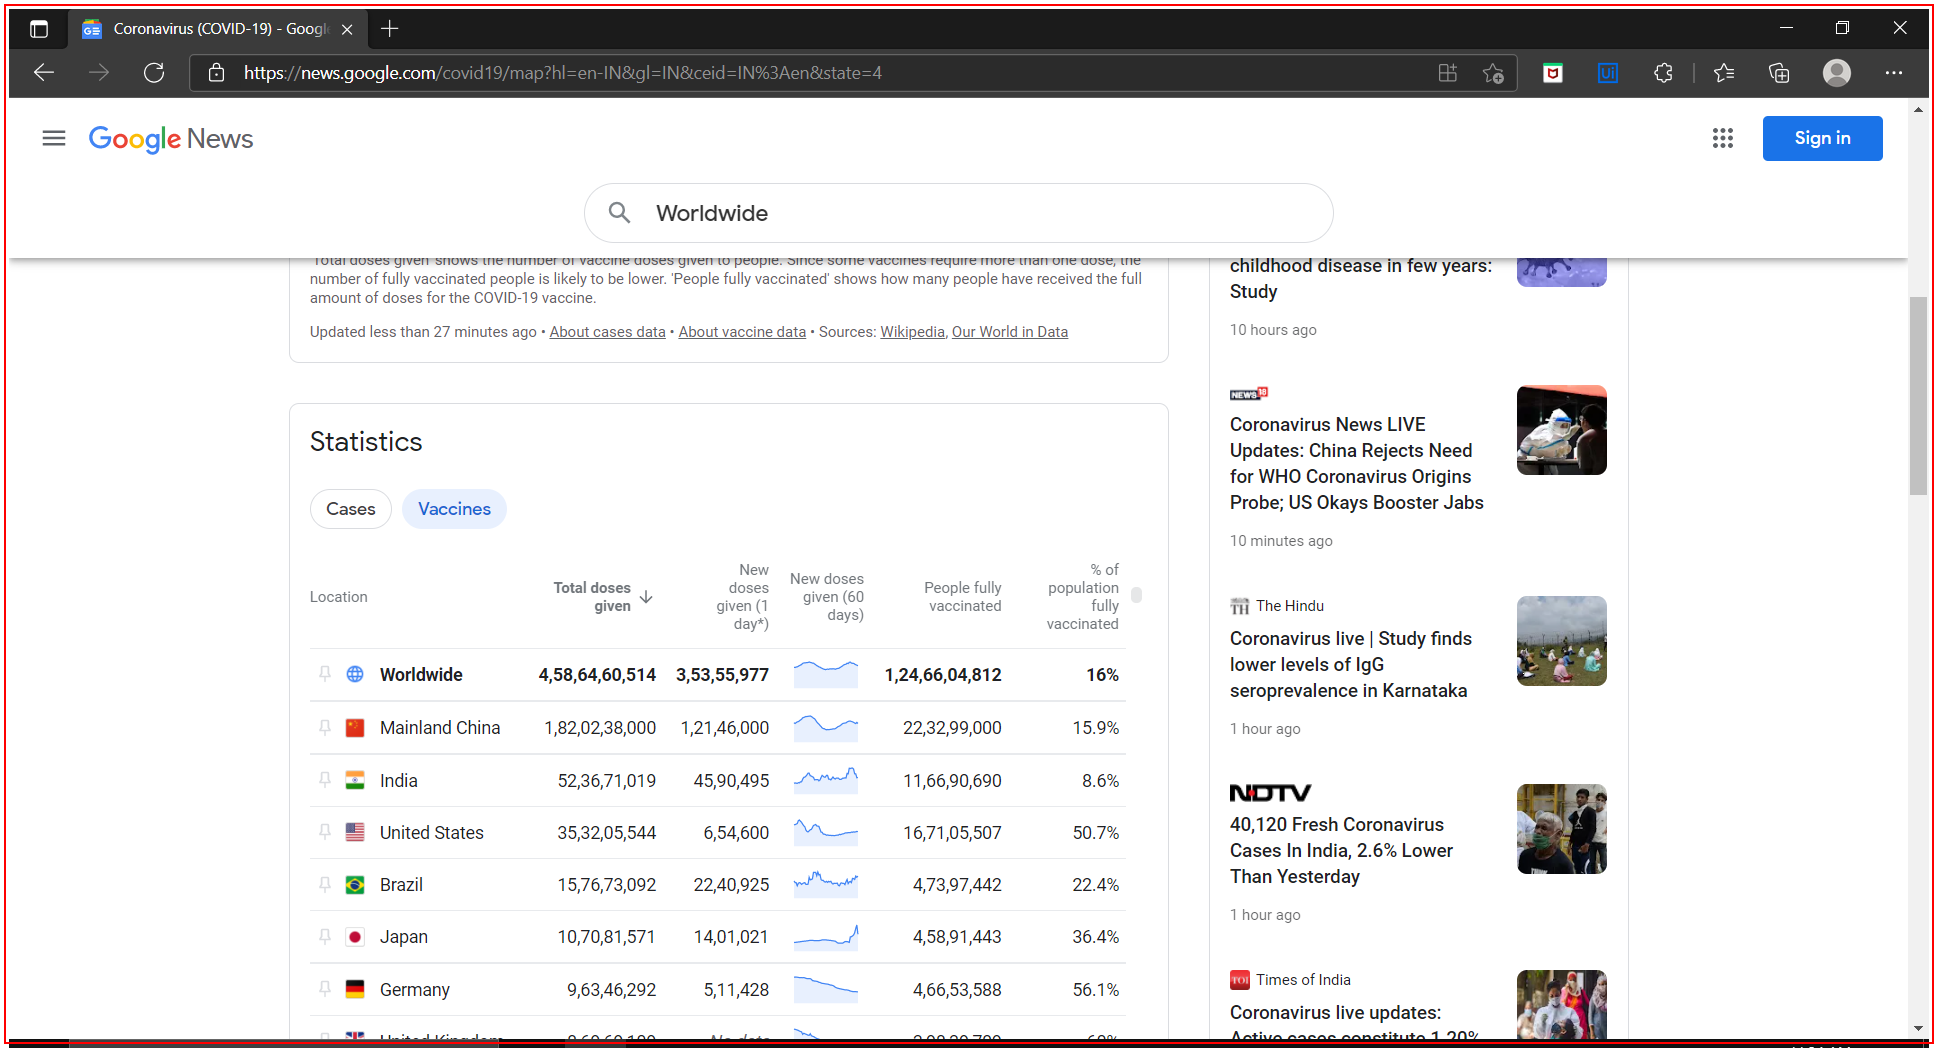 Coronavirus (COVID-19) - Googl
https://news.google.com/covid19/map?hl=en-IN&gl=IN&ceid=IN%3Aen&state=4
Google News
Sign in
Worldwide
'Total doses given' shows the number of vaccine doses given to people. Since some vaccines require more than one dose, the
number of fully vaccinated people is likely to be lower. 'People fully vaccinated' shows how many people have received the full
amount of doses for the COVID-19 vaccine.
Updated less than 27 minutes ago • About cases data • About vaccine data • Sources: Wikipedia, Our World in Data
Statistics
Cases Vaccines
Location
Total doses
given
New
doses
given (1
day*)
New doses
given (60
days)
People fully
vaccinated
% of
population
fully
vaccinated
Worldwide 4,58,64,60,514 3,53,55,977 1,24,66,04,812 16%
Mainland China 1,82,02,38,000 1,21,46,000 22,32,99,000 15.9%
India 52,36,71,019 45,90,495 11,66,90,690 8.6%
United States 35,32,05,544 6,54,600 16,71,05,507 50.7%
Brazil 15,76,73,092 22,40,925 4,73,97,442 22.4%
Japan 10,70,81,571 14,01,021 4,58,91,443 36.4%
Germany 9,63,46,292 5,11,428 4,66,53,588 56.1%
United Kingdom No data
childhood disease in few years:
Study
10 hours ago
NEWS18
Coronavirus News LIVE
Updates: China Rejects Need
for WHO Coronavirus Origins
Probe; US Okays Booster Jabs
10 minutes ago
TH The Hindu
Coronavirus live | Study finds
lower levels of IgG
seroprevalence in Karnataka
1 hour ago
NDTV
40,120 Fresh Coronavirus
Cases In India, 2.6% Lower
Than Yesterday
1 hour ago
TOI Times of India
Coronavirus live updates:
Active cases constitute 1.20%